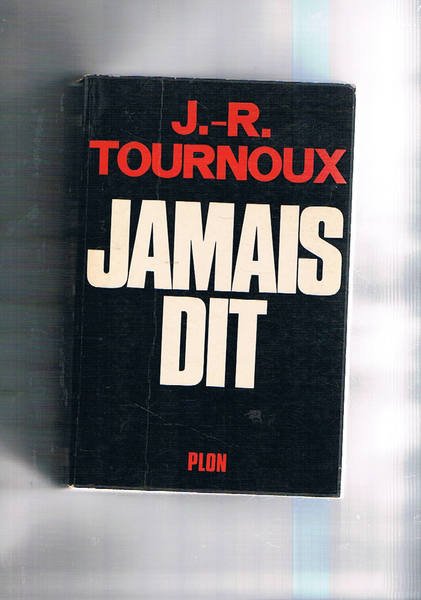 J.-R.
TOURNOUX
JAMAIS
DIT
PLON